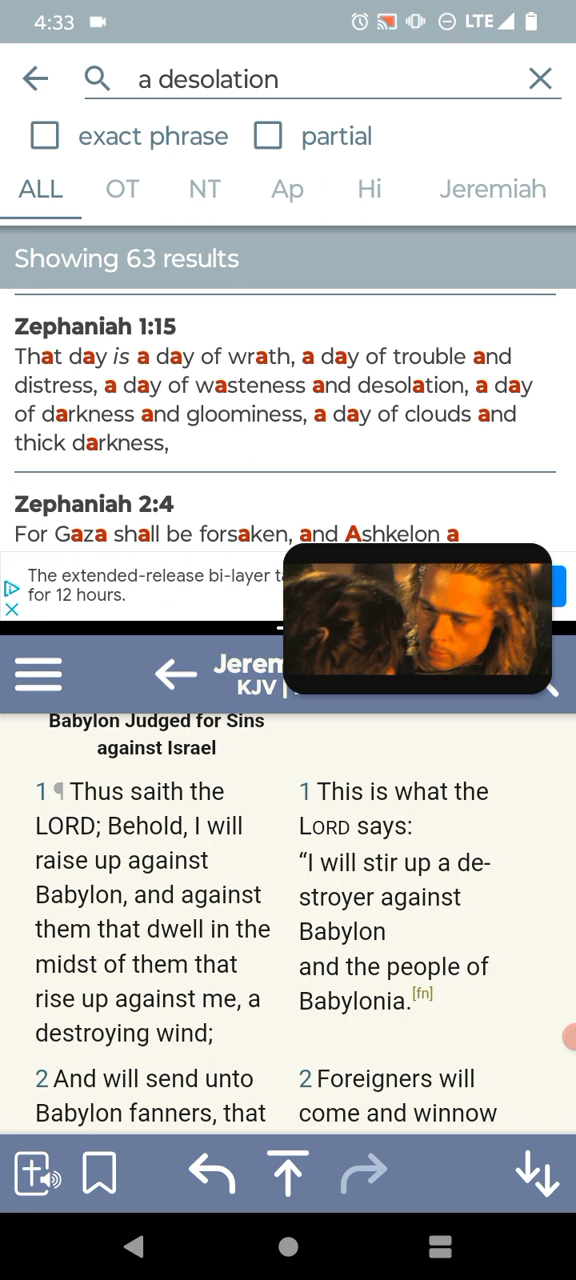 4:33 LTE
a desolation
exact phrase partial
ALL OT NT Ap Hi Jeremiah
Showing 63 results
Zephaniah 1:15
That day is a day of wrath, a day of trouble and
distress, a day of wasteness and desolation, a day
of darkness and gloominess, a day of clouds and
thick darkness,
Zephaniah 2:4
For Gaza shall be forsaken, and Ashkelon a
The extended-release bi-layer
for 12 hours.
Jerem
KJV |
Babylon Judged for Sins
against Israel
1 ¶ Thus saith the
LORD; Behold, I will
raise up against
Babylon, and against
them that dwell in the
midst of them that
rise up against me, a
destroying wind;
2 And will send unto
Babylon fanners, that
1 This is what the
LORD says:
“I will stir up a de-
stroyer against
Babylon
and the people of
Babylonia.[fn]
2 Foreigners will
come and winnow